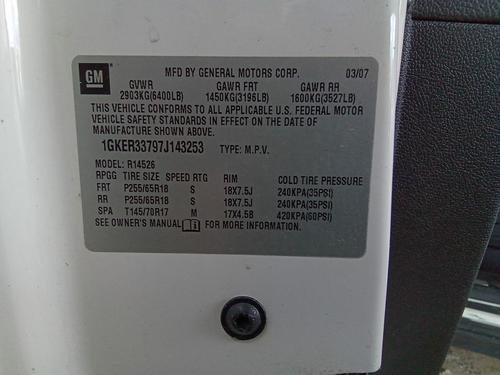 GM MFD BY GENERAL MOTORS CORP. 03/07
GVWR GAWR FRT GAWR RR
2903KG(6400LB) 1450KG(3196LB) 1600KG(3527LB)
THIS VEHICLE CONFORMS TO ALL APPLICABLE U.S. FEDERAL MOTOR
VEHICLE SAFETY STANDARDS IN EFFECT ON THE DATE OF
MANUFACTURE SHOWN ABOVE.
1GKER33797J143253 TYPE: M.P.V.
MODEL: R14526
RPGG TIRE SIZE SPEED RTG RIM COLD TIRE PRESSURE
FRT P255/65R18 S 18X7.5J 240KPA(35PSI)
RR P255/65R18 S 18X7.5J 240KPA(35PSI)
SPA T145/70R17 M 17X4.5B 420KPA(60PSI)
SEE OWNER'S MANUAL i FOR MORE INFORMATION.